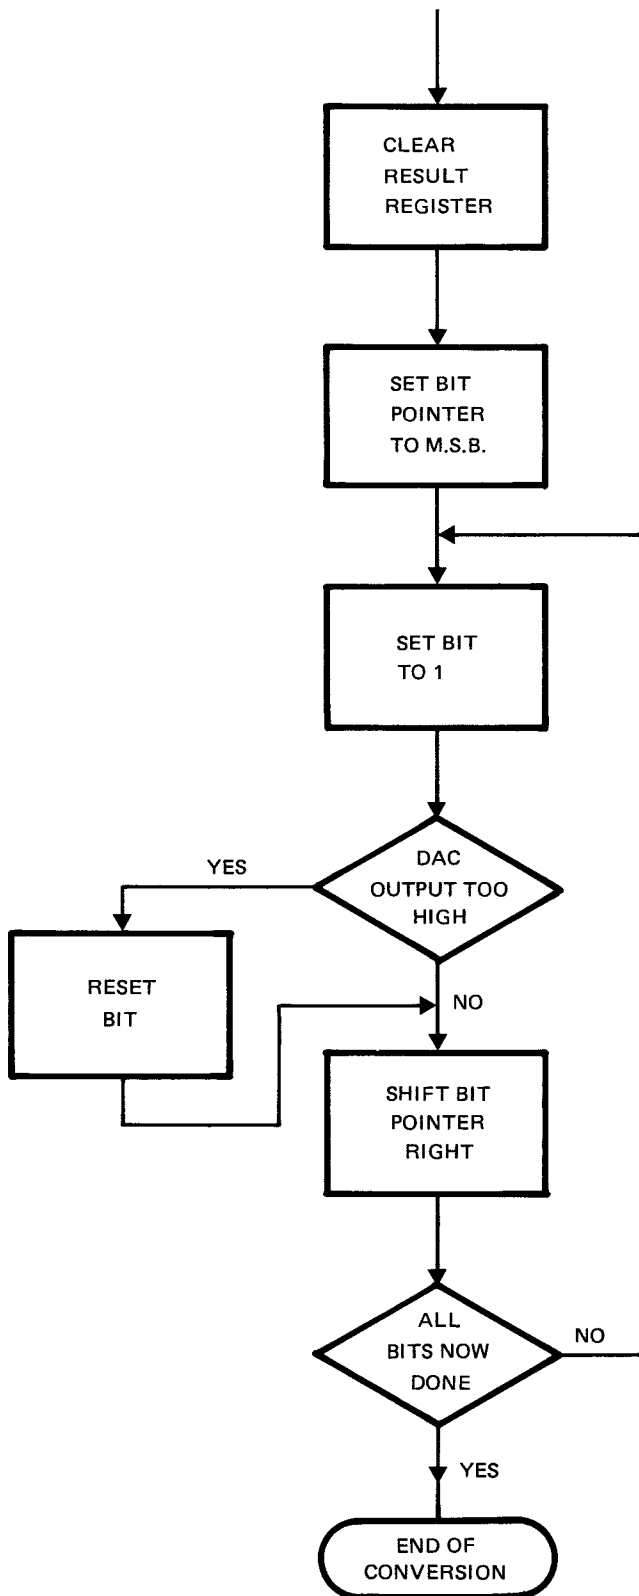 CLEAR
RESULT
REGISTER
SET BIT
POINTER
TO M.S.B.
SET BIT
TO 1
DAC
OUTPUT TOO
HIGH
YES
RESET
BIT
NO
SHIFT BIT
POINTER
RIGHT
ALL
BITS NOW
DONE
NO
YES
END OF
CONVERSION